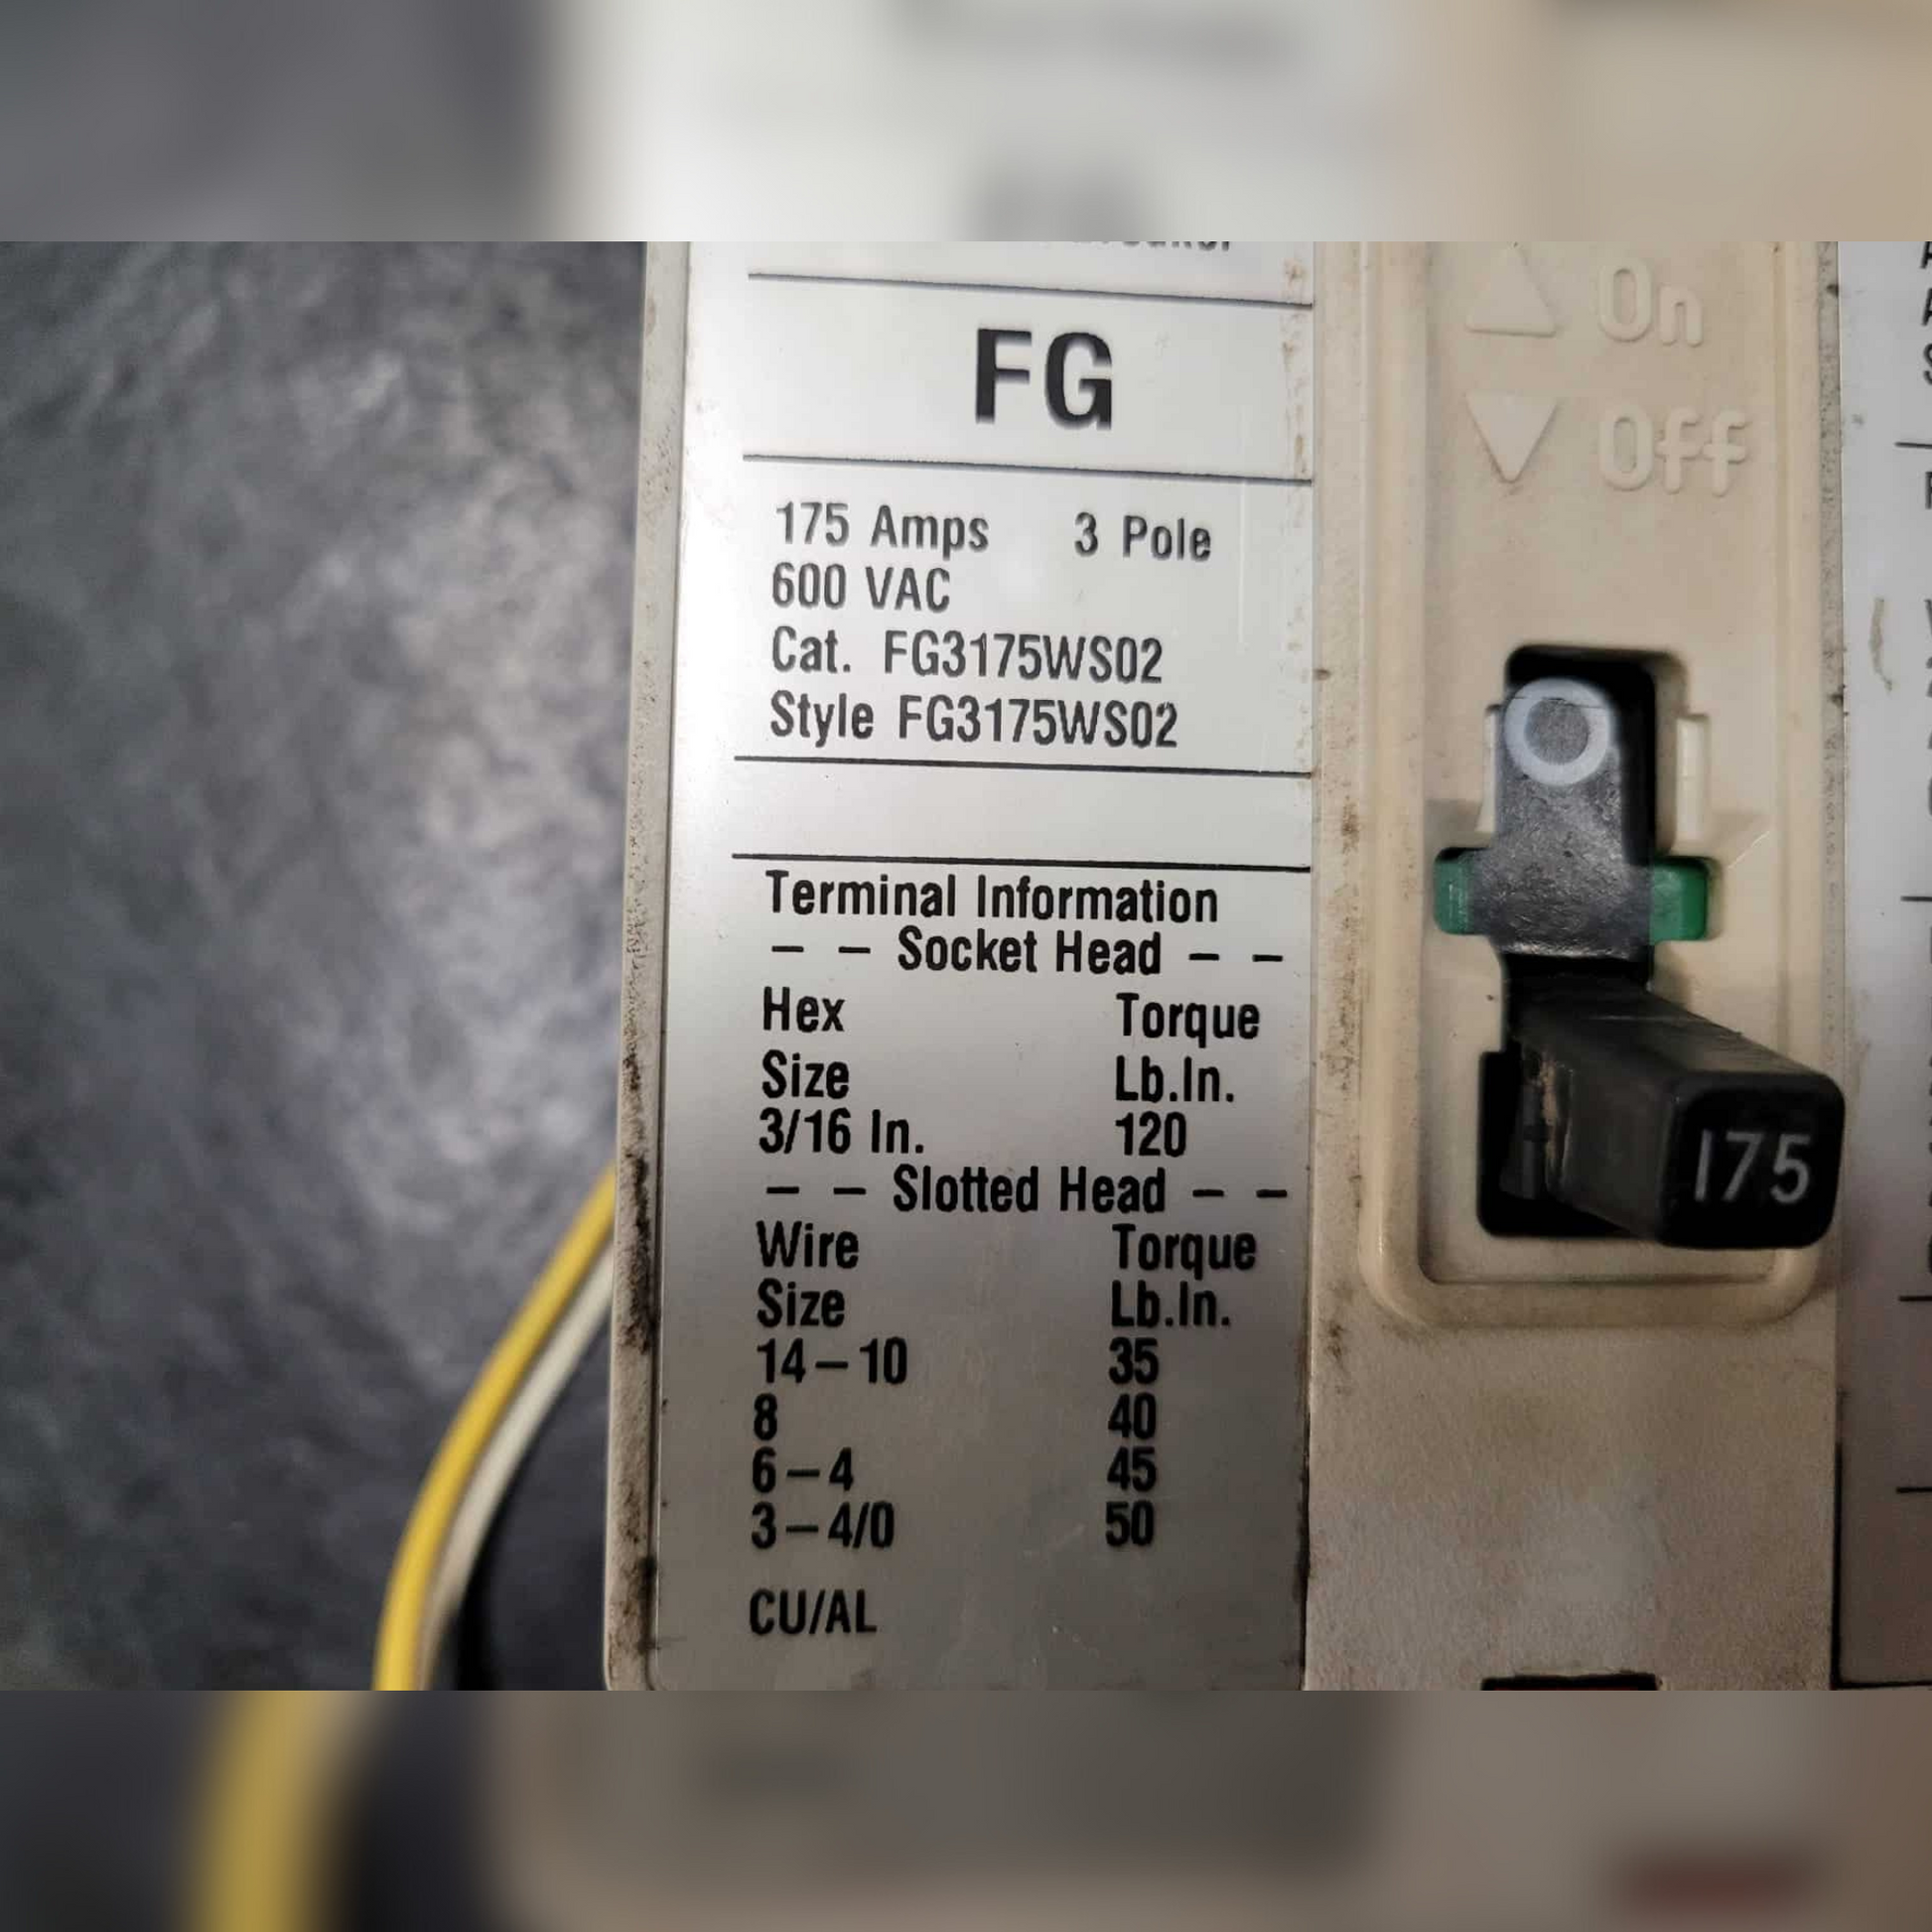 FG
175 Amps 3 Pole
600 VAC
Cat. FG3175WS02
Style FG3175WS02
Terminal Information
– – Socket Head – –
Hex Torque
Size Lb.In.
3/16 In. 120
– – Slotted Head – –
Wire Torque
Size Lb.In.
14–10 35
8 40
6–4 45
3–4/0 50
CU/AL
On
Off
O
175